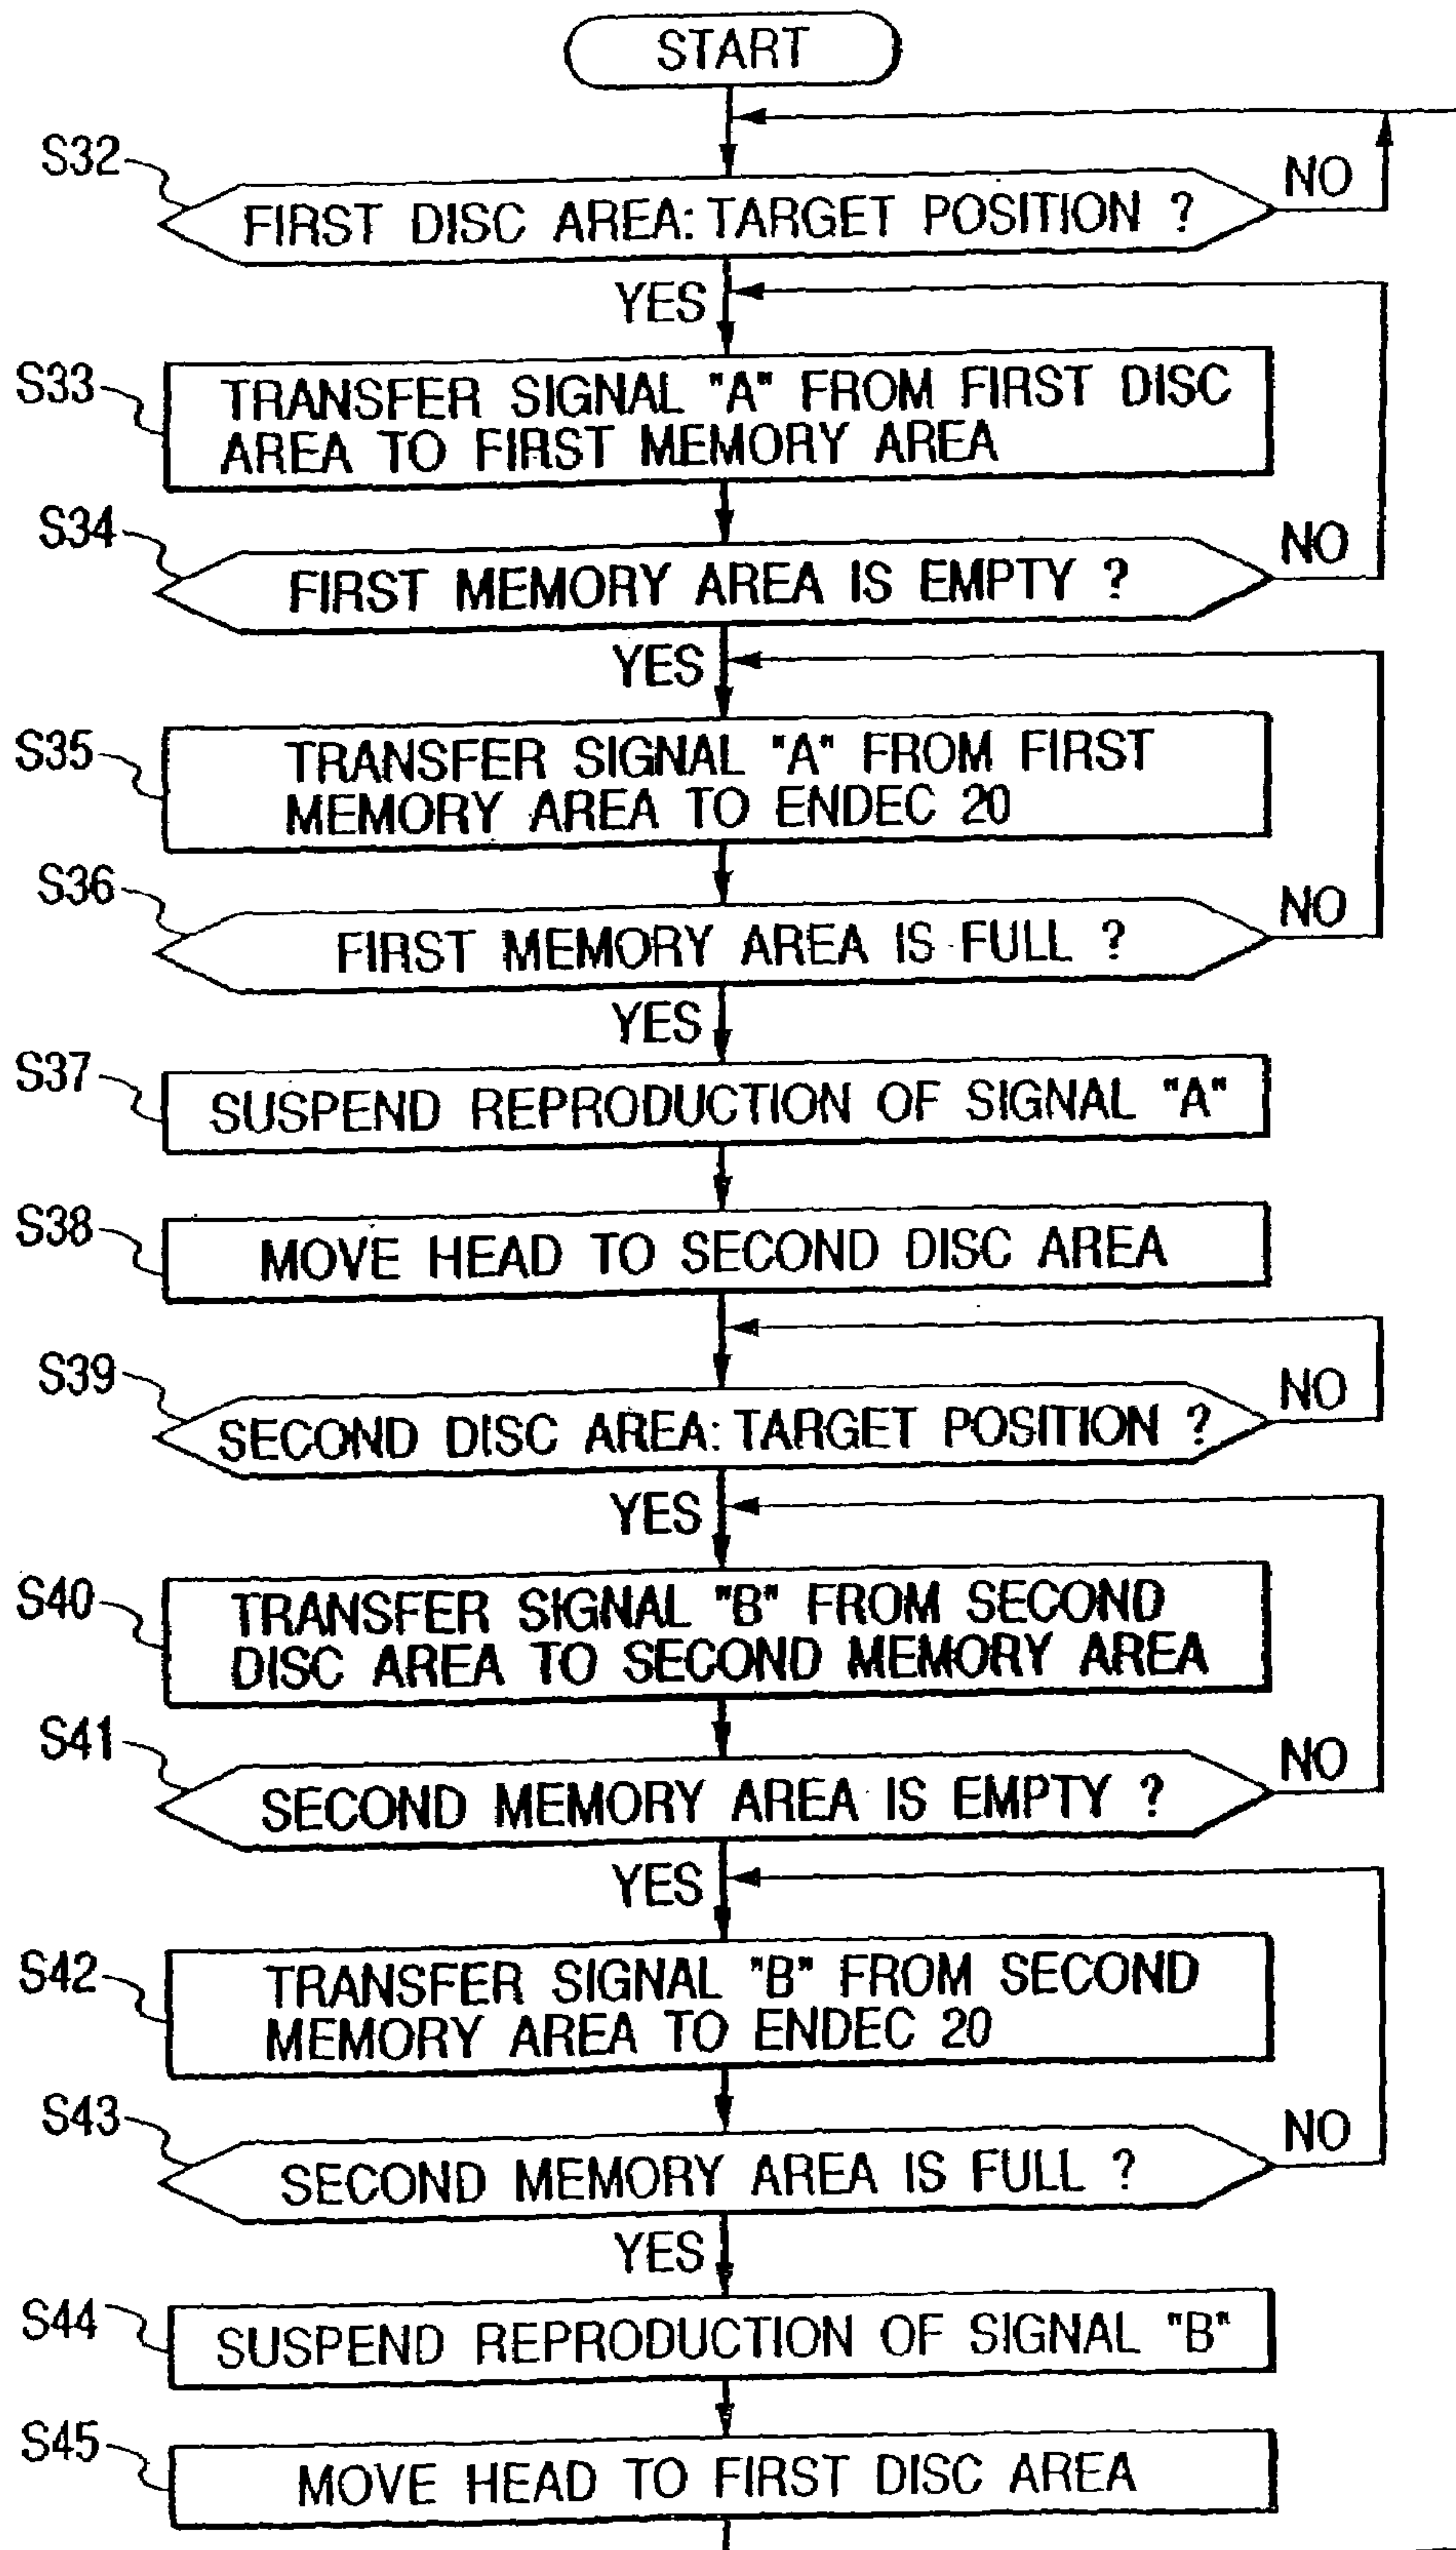 START
S32
FIRST DISC AREA: TARGET POSITION ?
NO
YES
S33
TRANSFER SIGNAL "A" FROM FIRST DISC
AREA TO FIRST MEMORY AREA
S34
FIRST MEMORY AREA IS EMPTY ?
NO
YES
S35
TRANSFER SIGNAL "A" FROM FIRST
MEMORY AREA TO ENDEC 20
S36
FIRST MEMORY AREA IS FULL ?
NO
YES
S37
SUSPEND REPRODUCTION OF SIGNAL "A"
S38
MOVE HEAD TO SECOND DISC AREA
S39
SECOND DISC AREA: TARGET POSITION ?
NO
YES
S40
TRANSFER SIGNAL "B" FROM SECOND
DISC AREA TO SECOND MEMORY AREA
S41
SECOND MEMORY AREA IS EMPTY ?
NO
YES
S42
TRANSFER SIGNAL "B" FROM SECOND
MEMORY AREA TO ENDEC 20
S43
SECOND MEMORY AREA IS FULL ?
NO
YES
S44
SUSPEND REPRODUCTION OF SIGNAL "B"
S45
MOVE HEAD TO FIRST DISC AREA